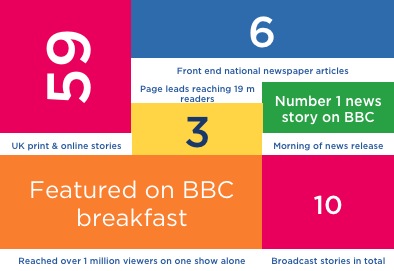 59
UK print & online stories
6
Front end national newspaper articles
Page leads reaching 19 m
readers
3
Number 1 news
story on BBC
Morning of news release
Featured on BBC
breakfast
Reached over 1 million viewers on one show alone
10
Broadcast stories in total